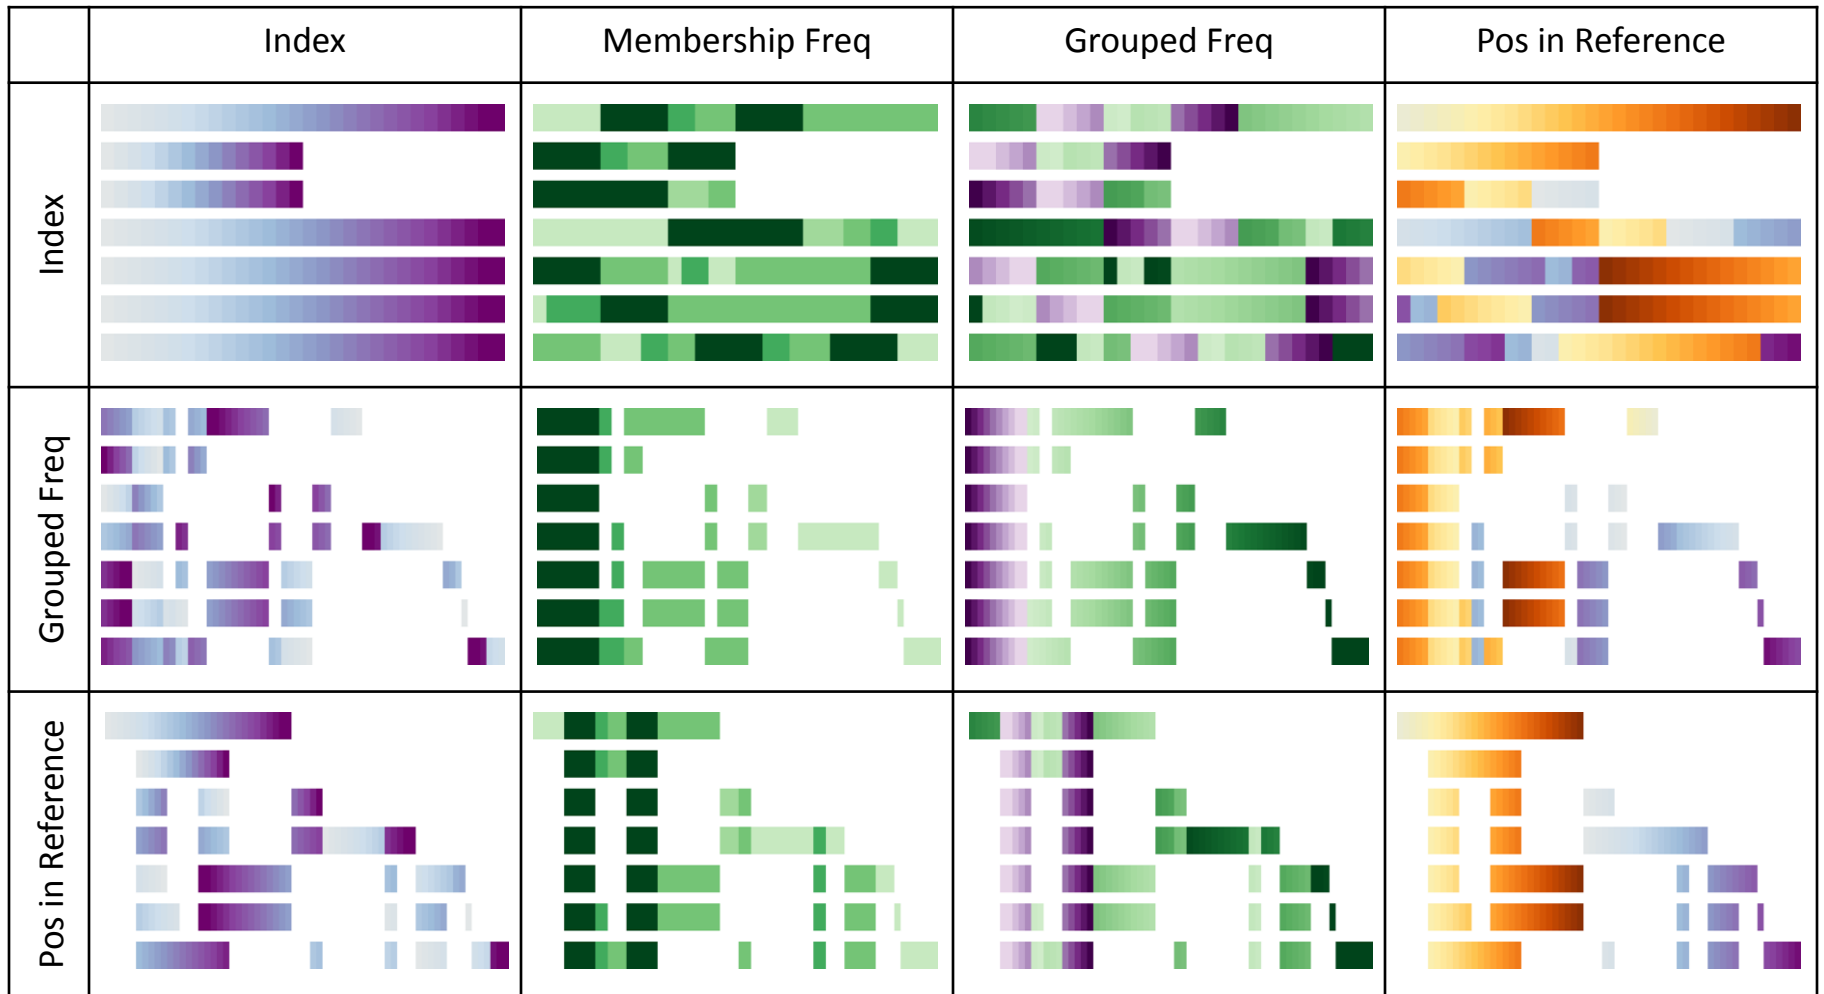 Index
Membership Freq
Grouped Freq
Pos in Reference
Index
Grouped Freq
Pos in Reference